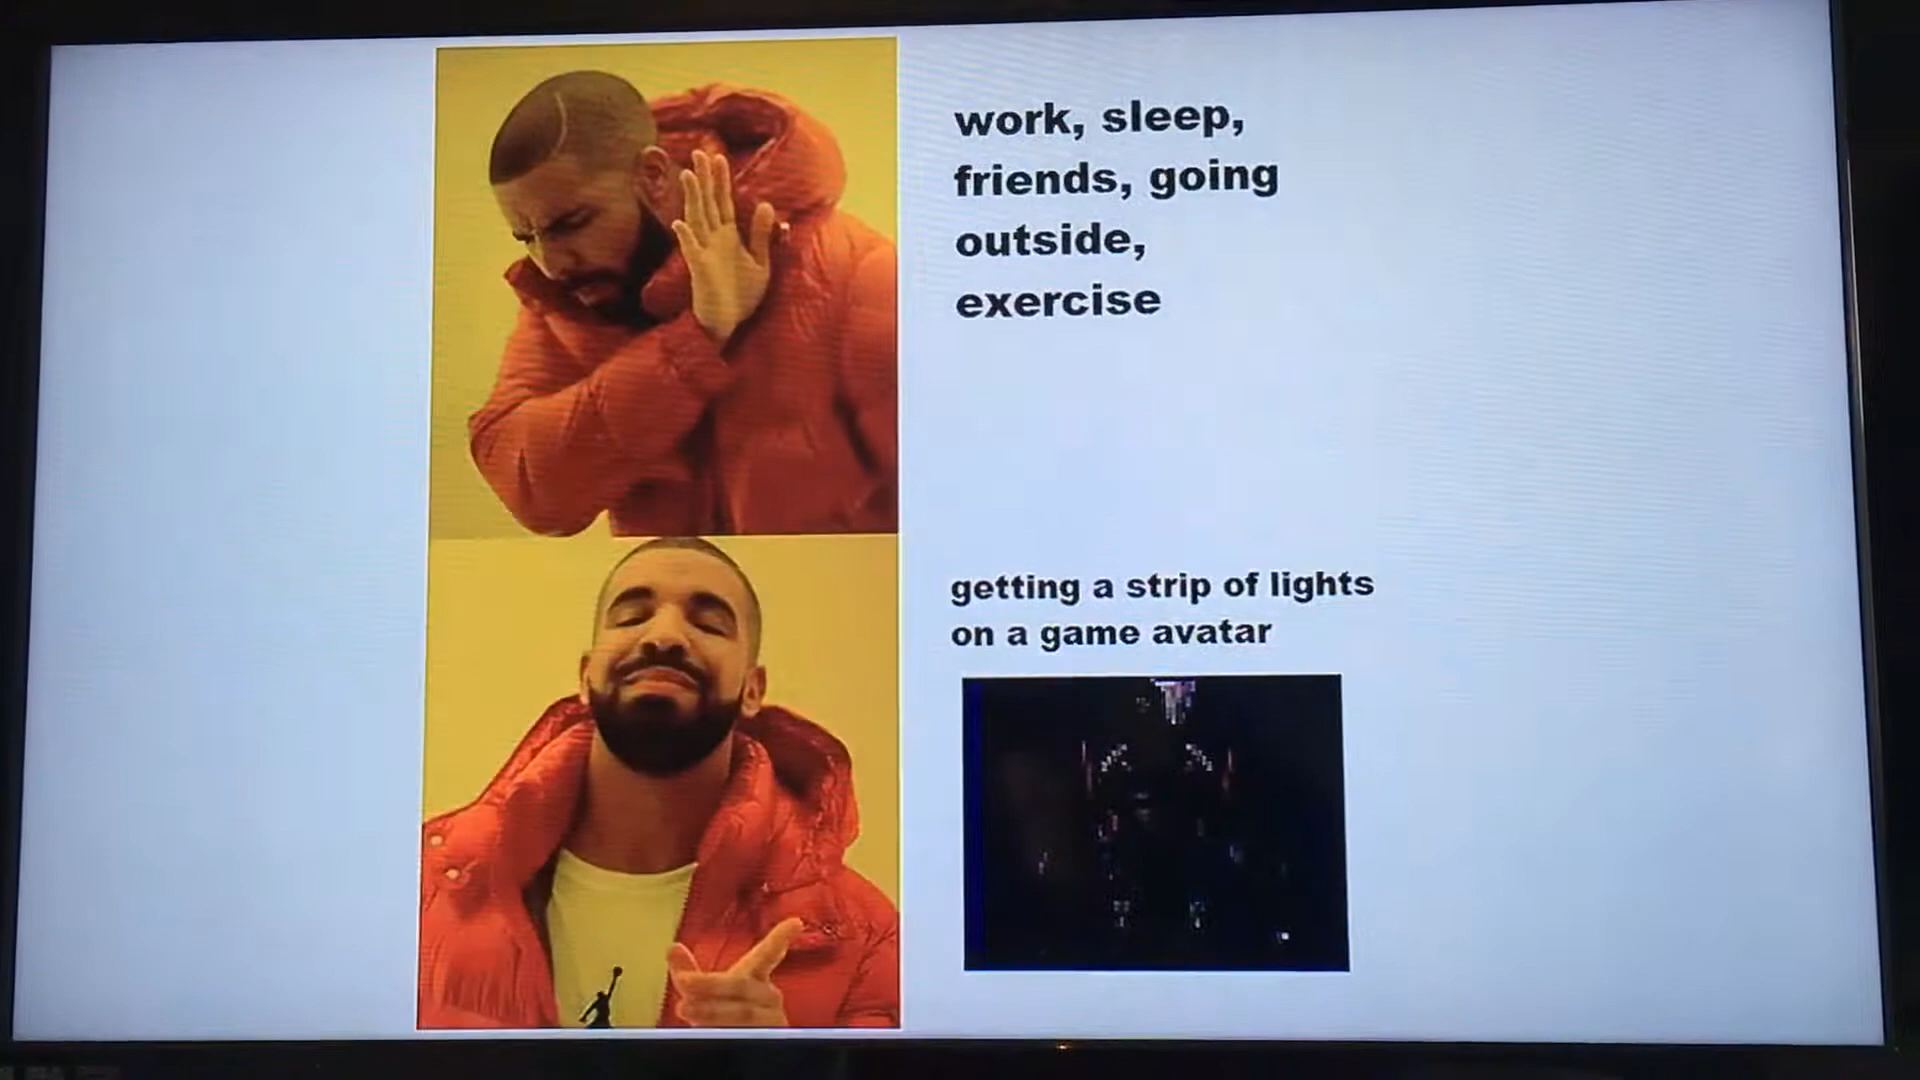 work, sleep,
friends, going
outside,
exercise
getting a strip of lights
on a game avatar